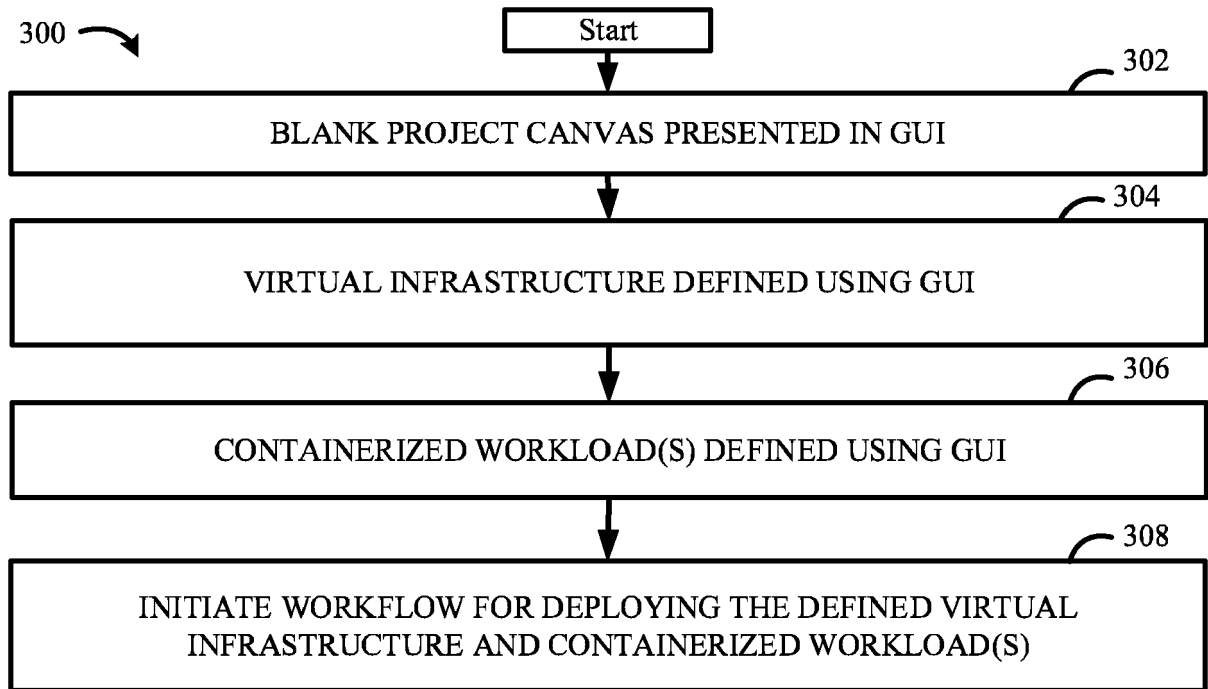 300
Start
302
BLANK PROJECT CANVAS PRESENTED IN GUI
304
VIRTUAL INFRASTRUCTURE DEFINED USING GUI
306
CONTAINERIZED WORKLOAD(S) DEFINED USING GUI
308
INITIATE WORKFLOW FOR DEPLOYING THE DEFINED VIRTUAL
INFRASTRUCTURE AND CONTAINERIZED WORKLOAD(S)